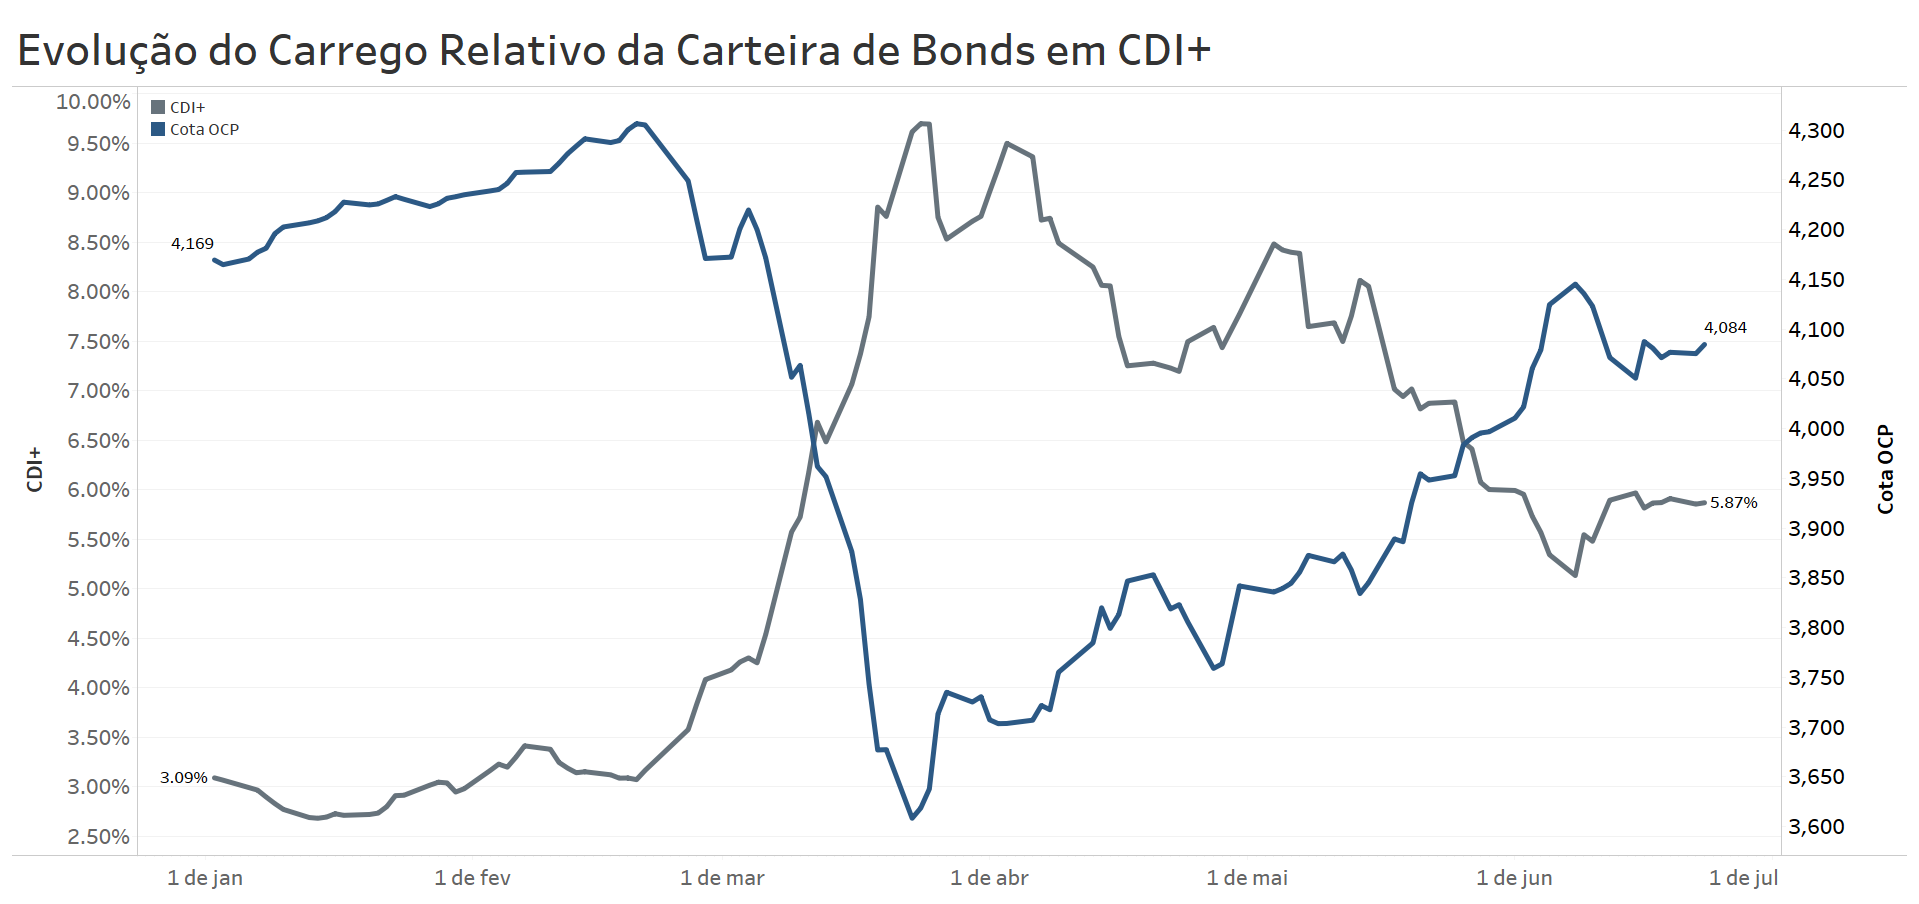 Evolução do Carrego Relativo da Carteira de Bonds em CDI+
CDI+
Cota OCP
10.00%
9.50%
9.00%
8.50%
8.00%
7.50%
7.00%
6.50%
6.00%
5.50%
5.00%
4.50%
4.00%
3.50%
3.00%
2.50%
CDI+
4,169
3.09%
4,084
5.87%
4,300
4,250
4,200
4,150
4,100
4,050
4,000
3,950
3,900
3,850
3,800
3,750
3,700
3,650
3,600
Cota OCP
1 de jan
1 de fev
1 de mar
1 de abr
1 de mai
1 de jun
1 de jul